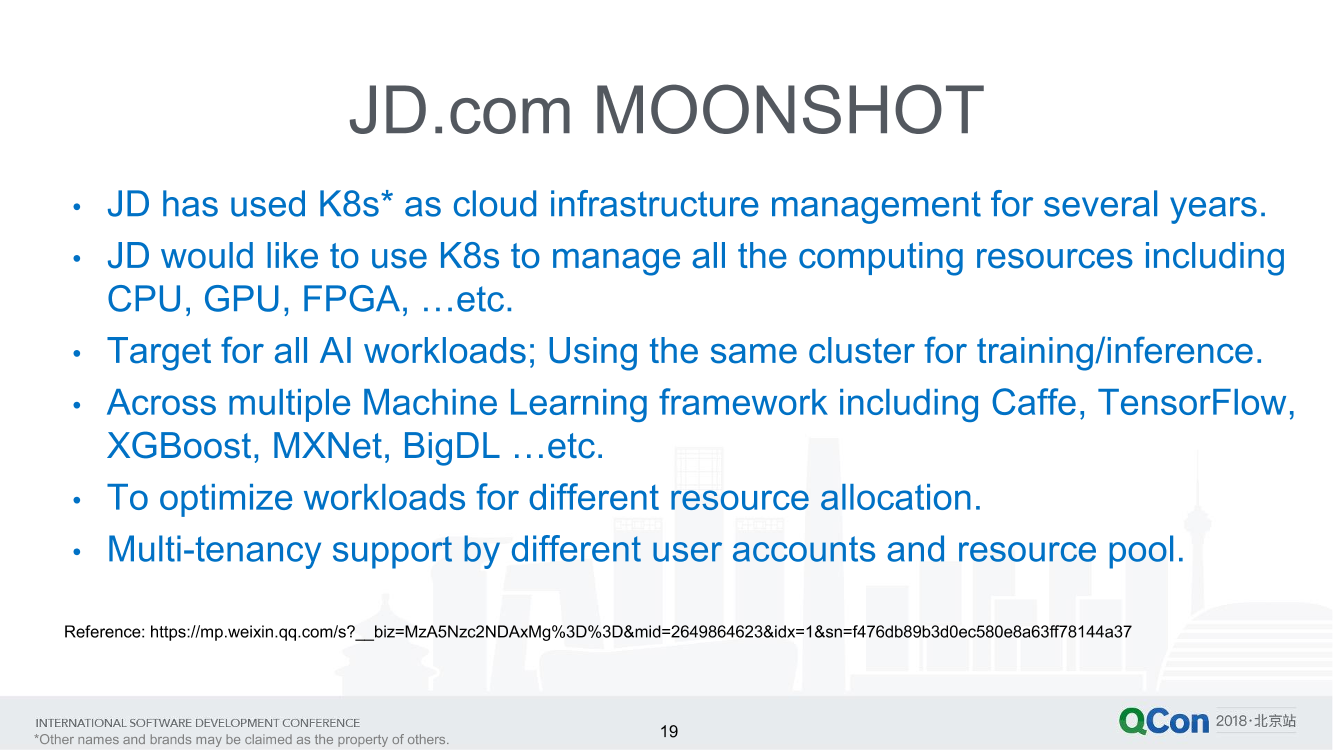 JD.com MOONSHOT
• JD has used K8s* as cloud infrastructure management for several years.
• JD would like to use K8s to manage all the computing resources including
CPU, GPU, FPGA, …etc.
• Target for all AI workloads; Using the same cluster for training/inference.
• Across multiple Machine Learning framework including Caffe, TensorFlow,
XGBoost, MXNet, BigDL …etc.
• To optimize workloads for different resource allocation.
• Multi-tenancy support by different user accounts and resource pool.
Reference: https://mp.weixin.qq.com/s?__biz=MzA5Nzc2NDAxMg%3D%3D&mid=2649864623&idx=1&sn=f476db89b3d0ec580e8a63ff78144a37
INTERNATIONAL SOFTWARE DEVELOPMENT CONFERENCE
*Other names and brands may be claimed as the property of others.
19
QCon 2018·北京站